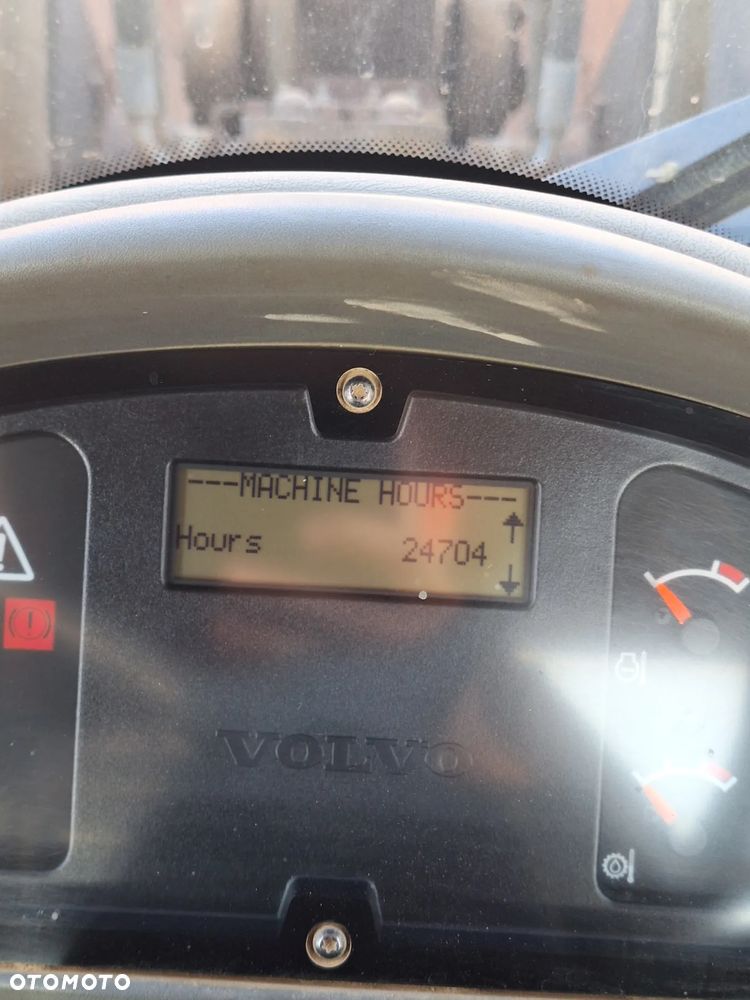 ---MACHINE HOURS---
Hours 24704
VOLVO
OTOMOTO